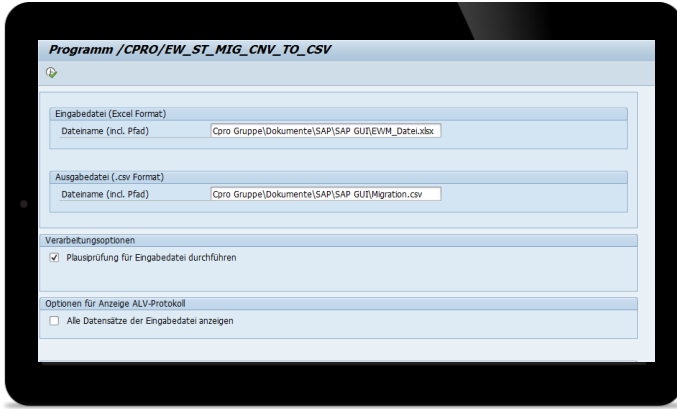 Programm /CPRO/EW_ST_MIG_CNV_TO_CSV
Eingabedatei (Excel Format)
Dateiname (incl. Pfad) Cpro Gruppe\Dokumente\SAP\SAP GUI\EWM_Datei.xlsx
Ausgabedatei (.csv Format)
Dateiname (incl. Pfad) Cpro Gruppe\Dokumente\SAP\SAP GUI\Migration.csv
Verarbeitungsoptionen
Plausiprüfung für Eingabedatei durchführen
Optionen für Anzeige ALV-Protokoll
Alle Datensätze der Eingabedatei anzeigen